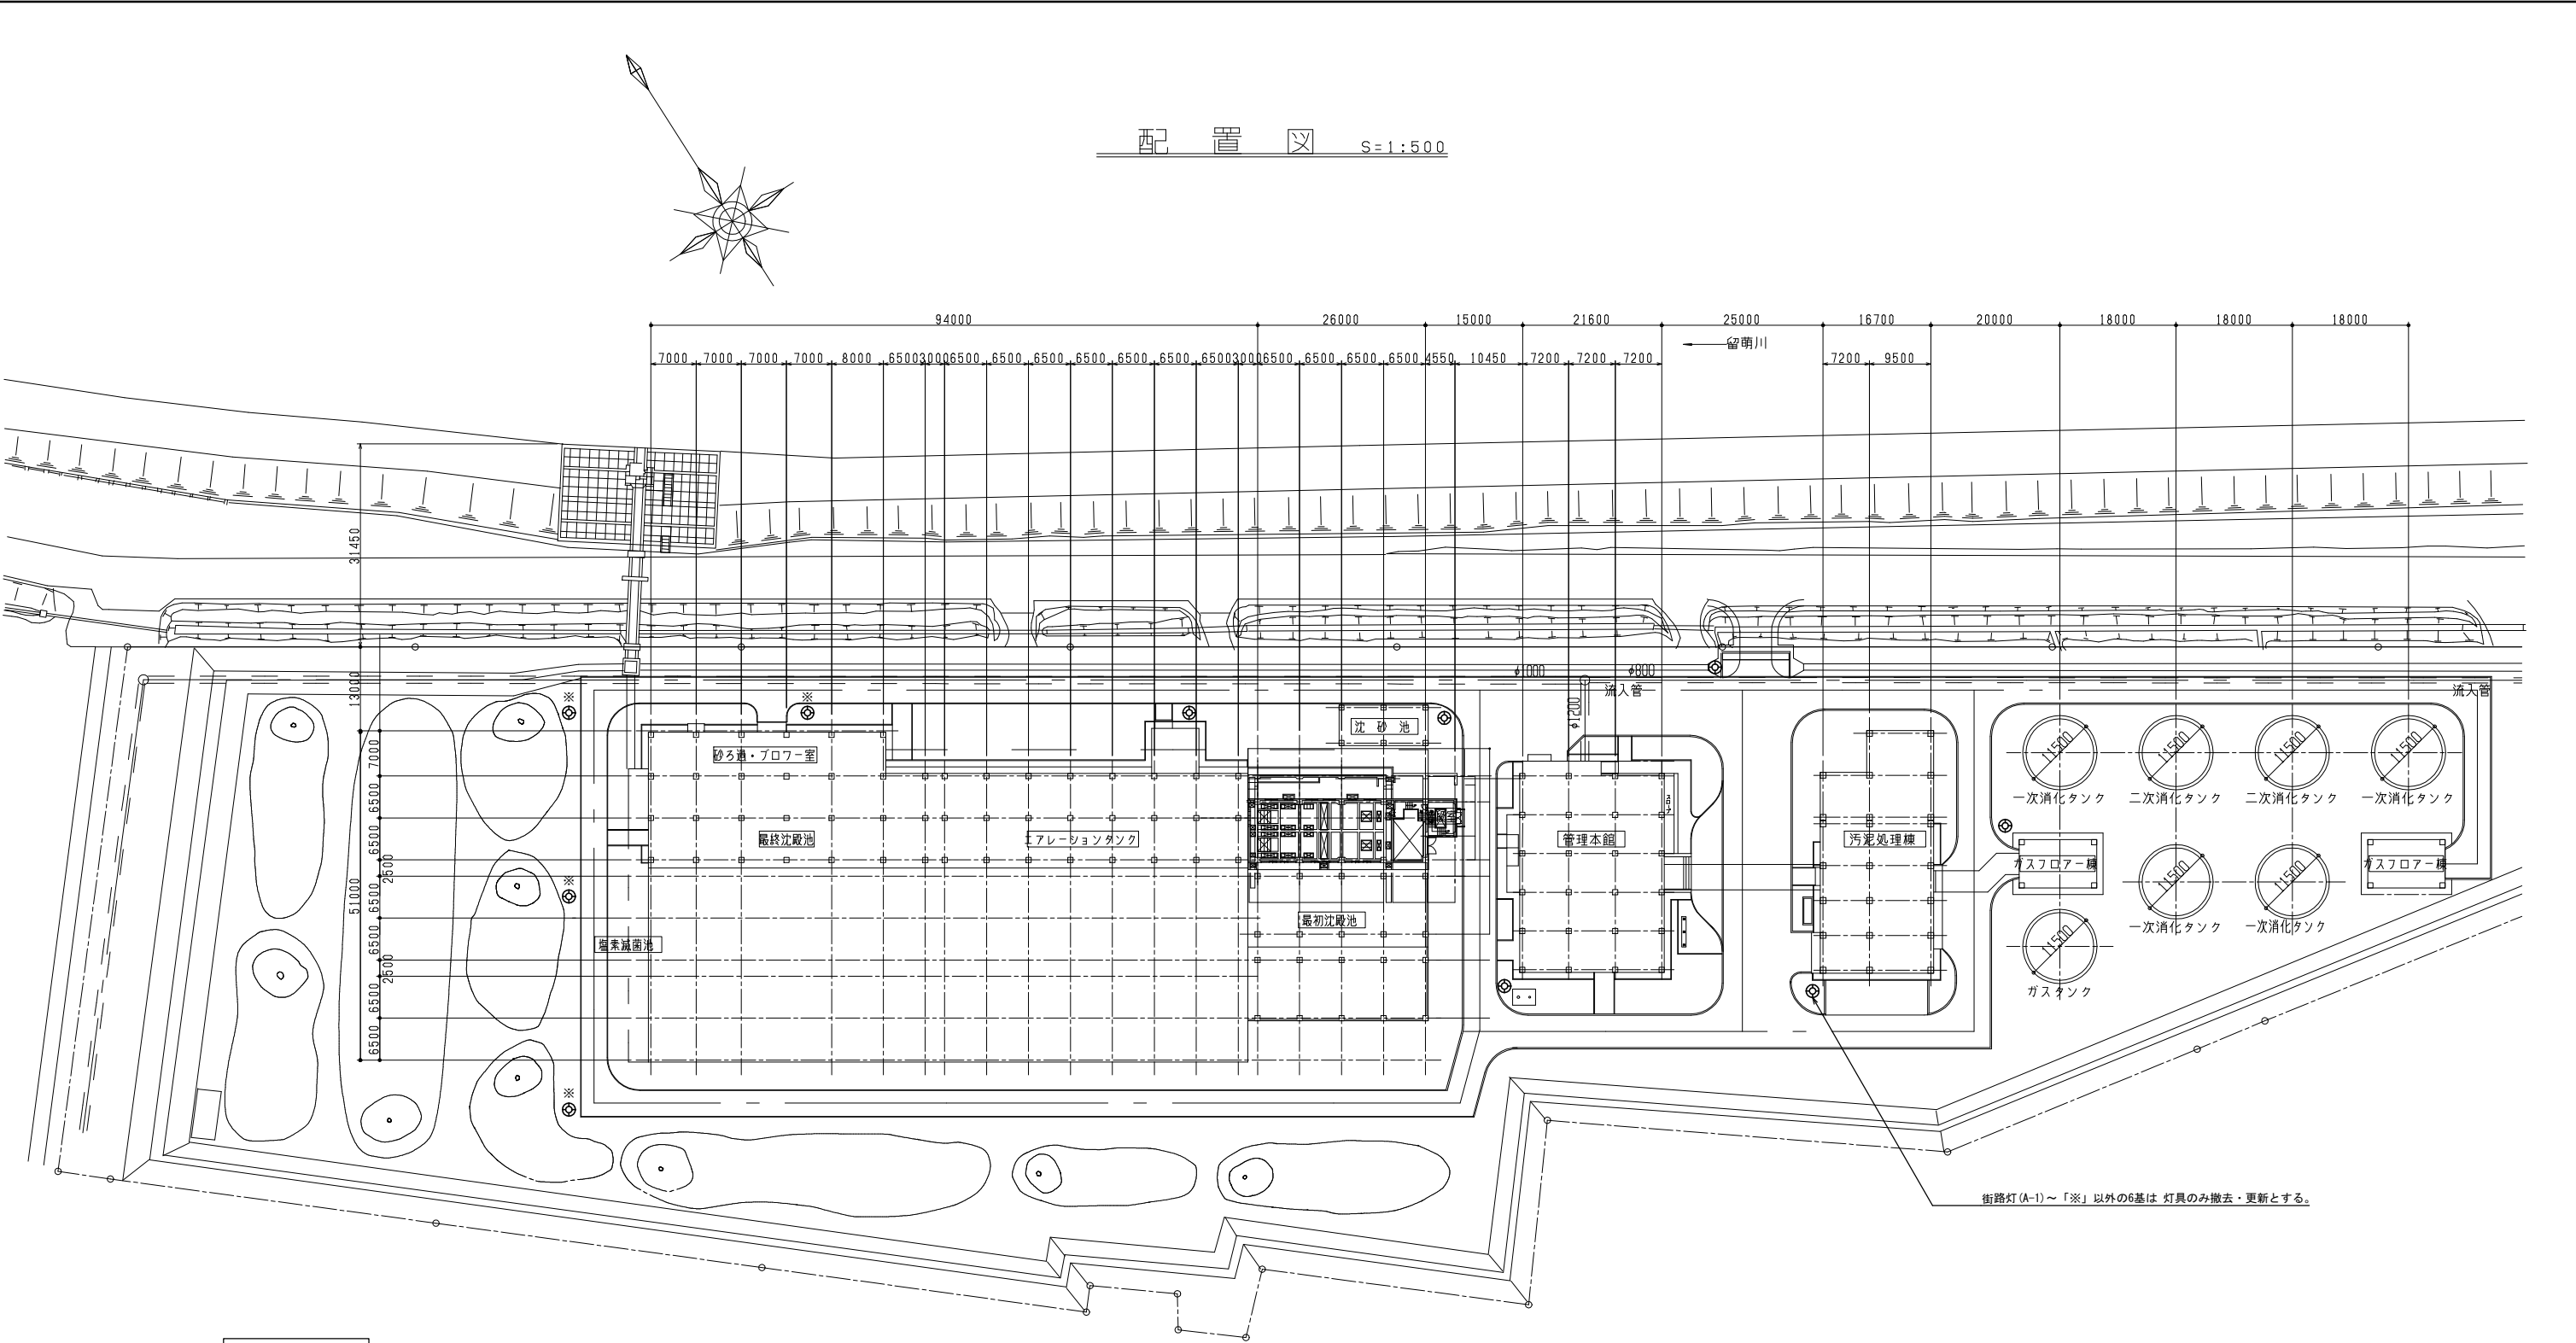 配 置 図 S=1:500
94000 26000 15000 21600 25000 16700 20000 18000 18000 18000
留萌川
7000 7000 7000 7000 8000 6500 3000 6500 6500 6500 6500 6500 6500 6500 3000 6500 6500 6500 6500 4550 10450 7200 7200 7200 7200 9500
31450
13000
51000
7000
6500
6500
2500
6500
6500
2500
6500
6500
φ1000 φ800
φ1200
流入管 流入管
※ ※
※
※
沈 砂 池
砂ろ過・ブロワー室
最終沈殿池 エアレーションタンク 管理本館 汚泥処理棟
最初沈殿池
塩素滅菌池
11500 11500 11500 11500
一次消化タンク 二次消化タンク 二次消化タンク 一次消化タンク
ガスフロアー棟 ガスフロアー棟
11500 11500
一次消化タンク 一次消化タンク
11500
ガスタンク
街路灯(A-1)～「※」以外の6基は 灯具のみ撤去・更新とする。